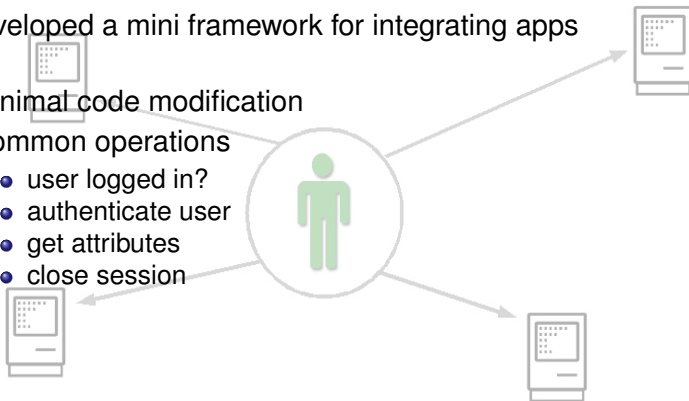 veloped a mini framework for integrating apps
nimal code modification
ommon operations
user logged in?
authenticate user
get attributes
close session